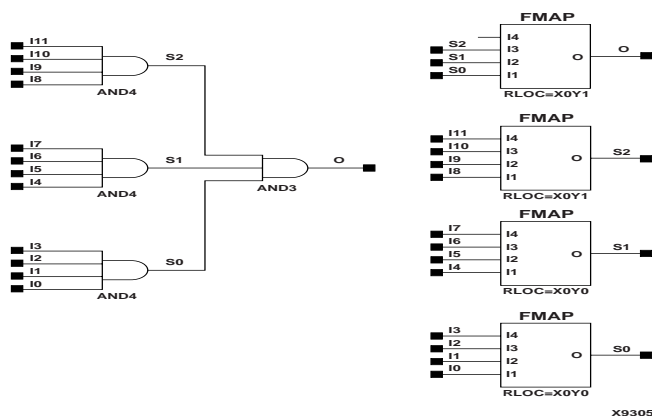 I11
I10
I9
I8
AND4
S2
I7
I6
I5
I4
AND4
S1
I3
I2
I1
I0
AND4
S0
AND3
O
FMAP
I4
S2 I3
S1 I2
S0 I1
O O
RLOC=X0Y1
FMAP
I11 I4
I10 I3
I9 I2
I8 I1
O S2
RLOC=X0Y1
FMAP
I7 I4
I6 I3
I5 I2
I4 I1
O S1
RLOC=X0Y0
FMAP
I3 I4
I2 I3
I1 I2
I0 I1
O S0
RLOC=X0Y0
X9305